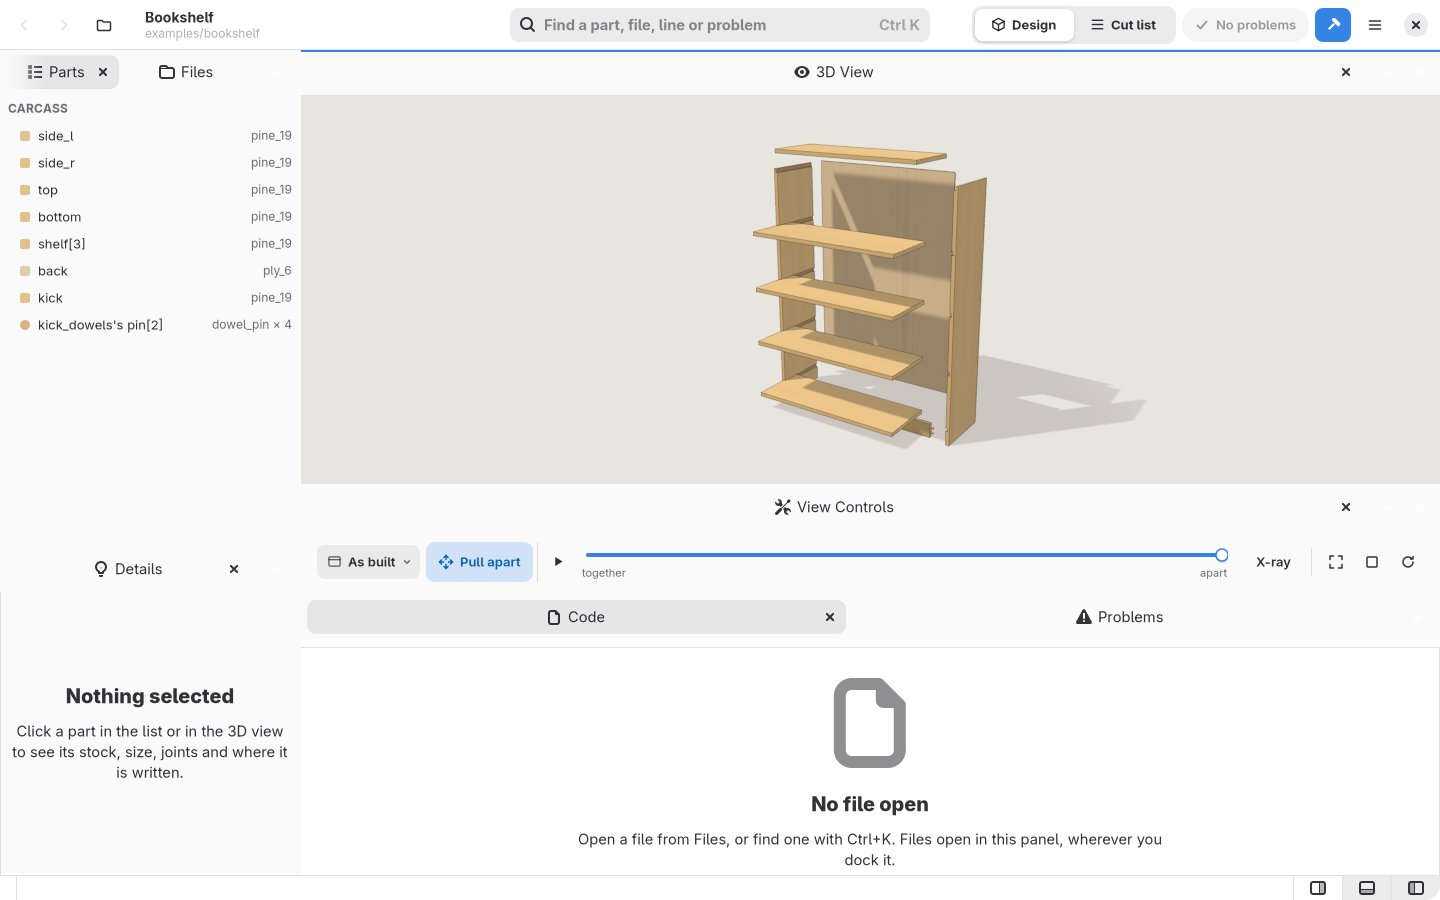 Bookshelf
examples/bookshelf
Find a part, file, line or problem
Ctrl K
Design
Cut list
No problems
Parts
Files
3D View
CARCASS
side_l
pine_19
side_r
pine_19
top
pine_19
bottom
pine_19
shelf[3]
pine_19
back
ply_6
kick
pine_19
kick_dowels's pin[2]
dowel_pin × 4
View Controls
As built
Pull apart
together
apart
X-ray
Details
Code
Problems
Nothing selected
Click a part in the list or in the 3D view
to see its stock, size, joints and where it
is written.
No file open
Open a file from Files, or find one with Ctrl+K. Files open in this panel, wherever you
dock it.